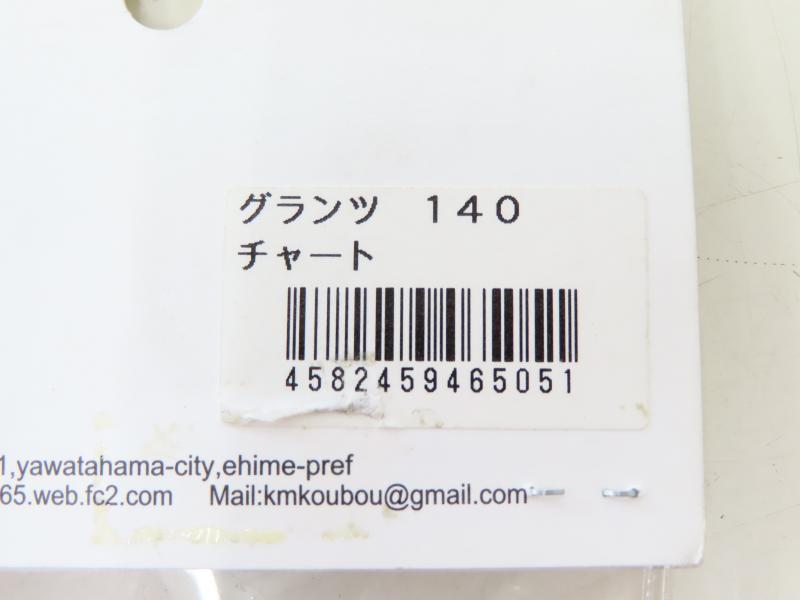 グランツ　１４０
チャート
4582459465051
1,yawatahama-city,ehime-pref
65.web.fc2.com Mail:kmkoubou@gmail.com